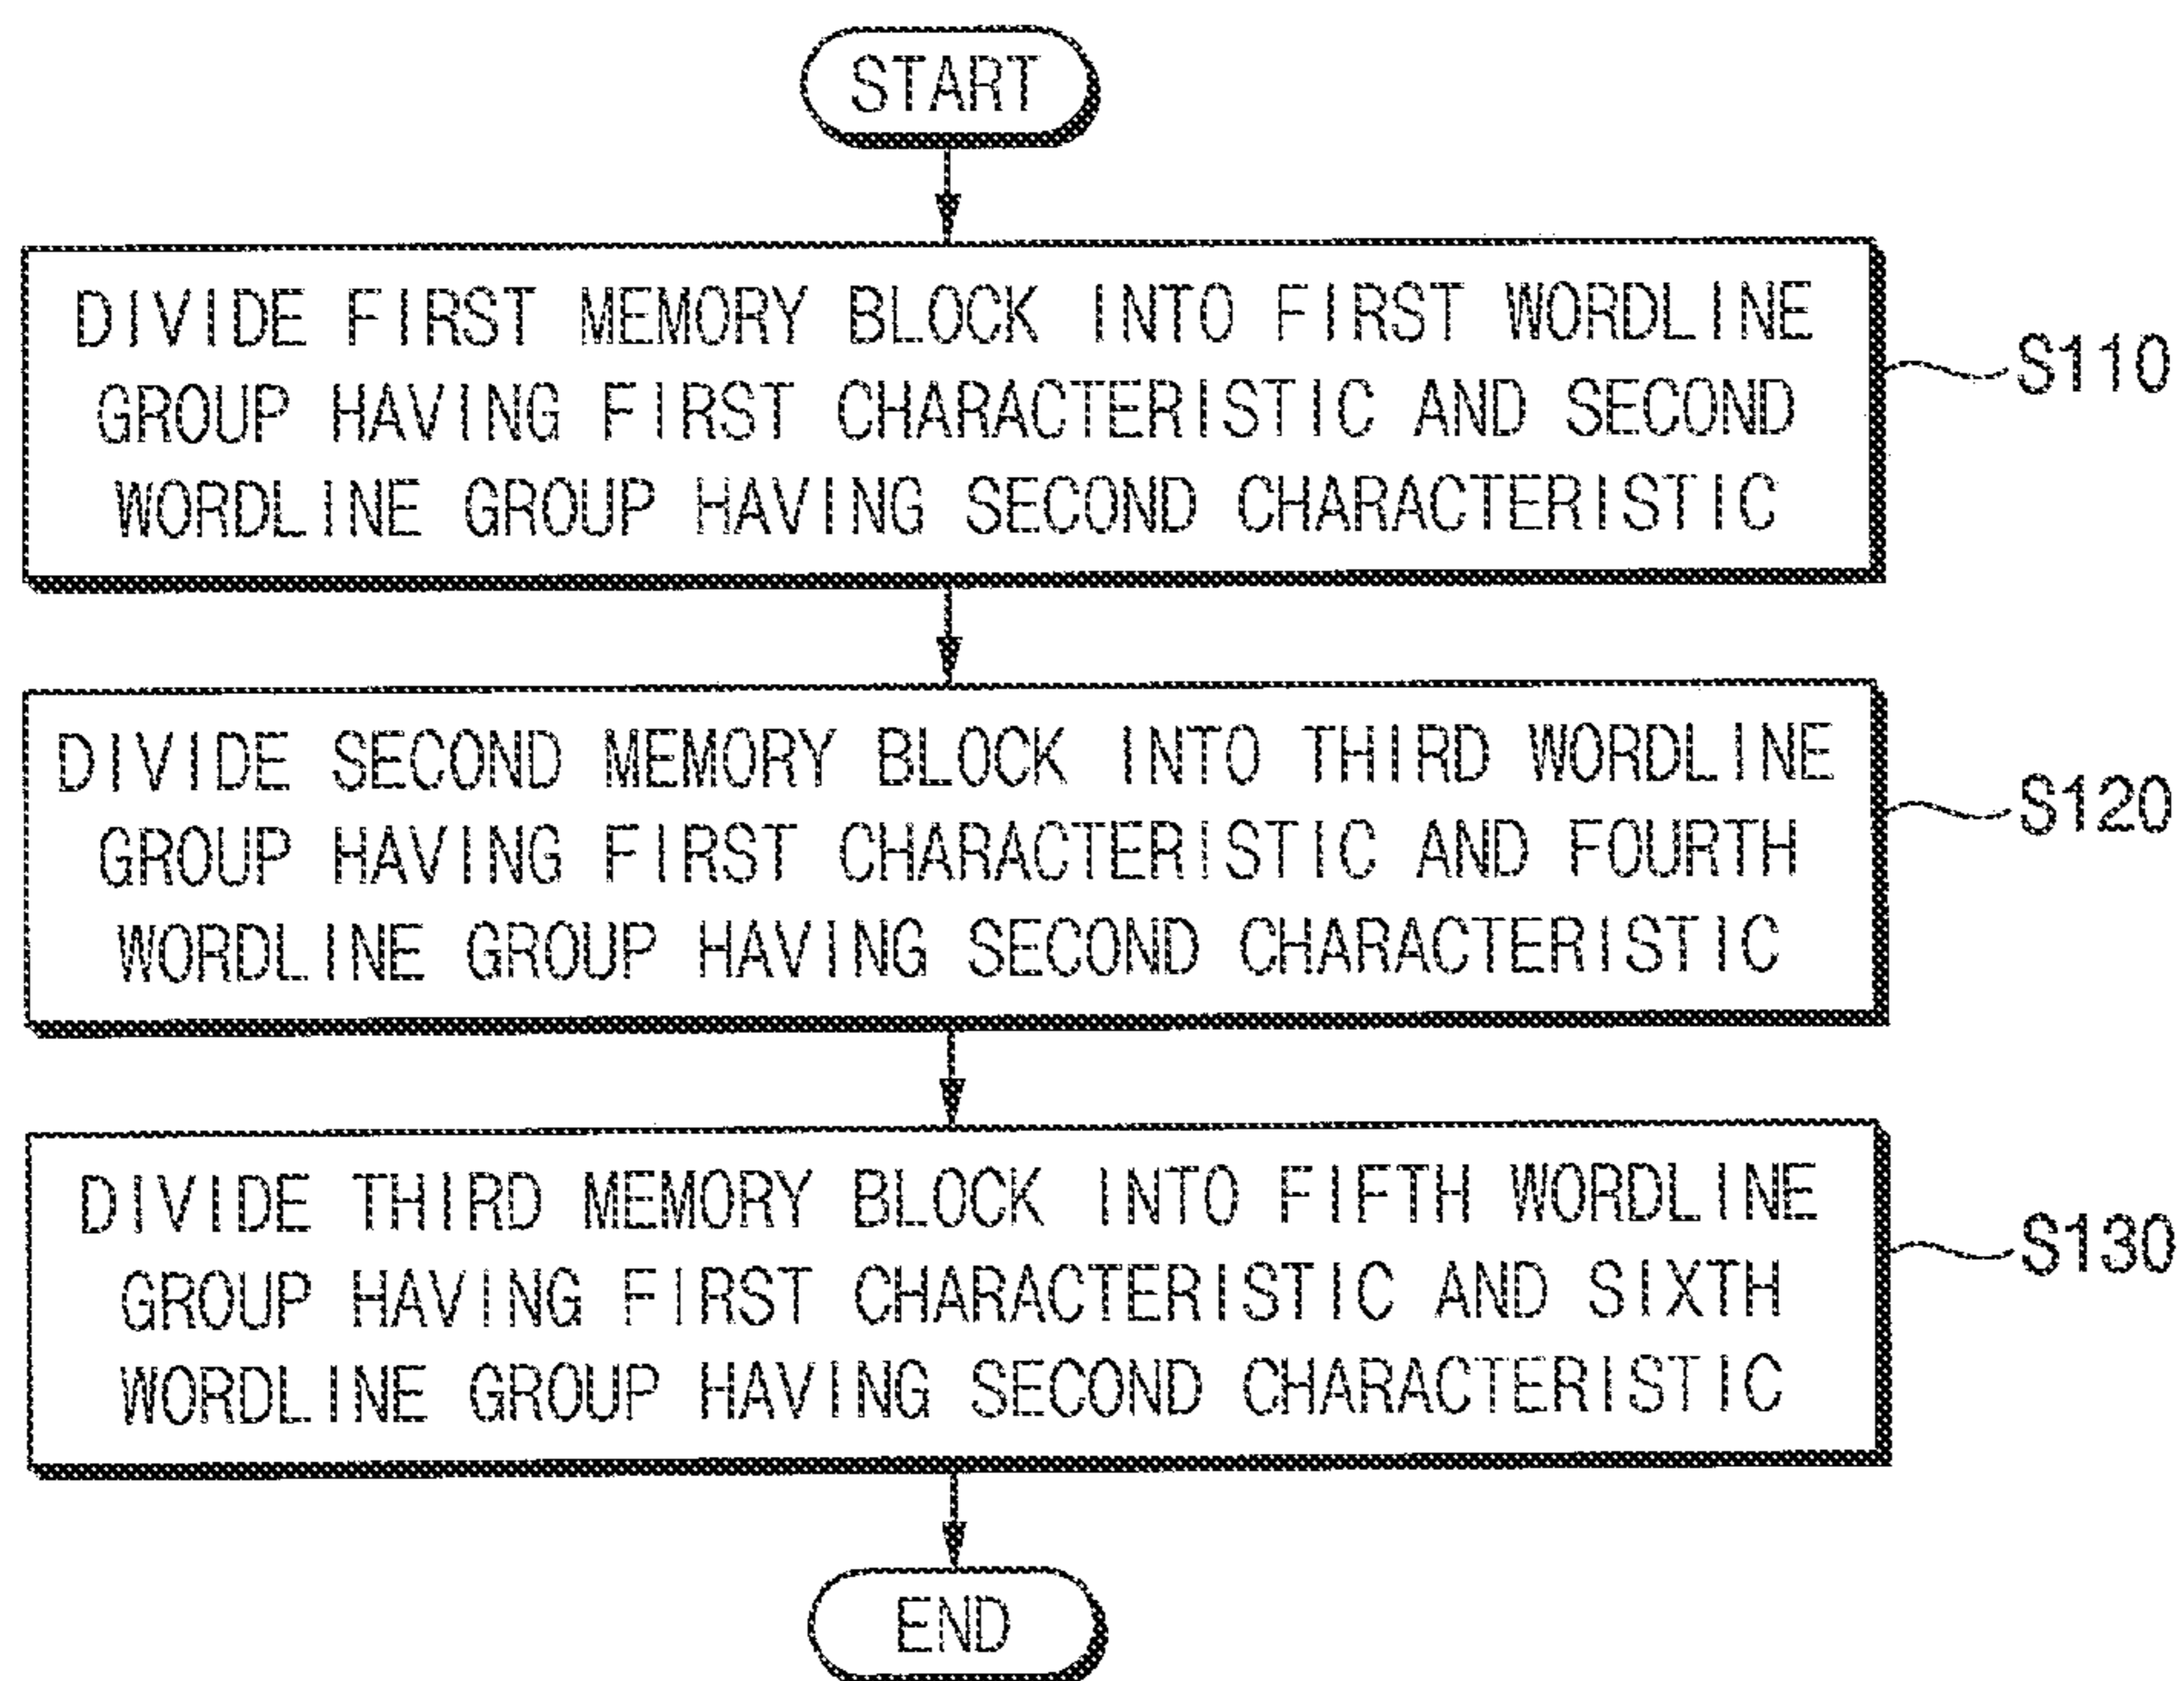 START
DIVIDE FIRST MEMORY BLOCK INTO FIRST WORDLINE
GROUP HAVING FIRST CHARACTERISTIC AND SECOND
WORDLINE GROUP HAVING SECOND CHARACTERISTIC
S110
DIVIDE SECOND MEMORY BLOCK INTO THIRD WORDLINE
GROUP HAVING FIRST CHARACTERISTIC AND FOURTH
WORDLINE GROUP HAVING SECOND CHARACTERISTIC
S120
DIVIDE THIRD MEMORY BLOCK INTO FIFTH WORDLINE
GROUP HAVING FIRST CHARACTERISTIC AND SIXTH
WORDLINE GROUP HAVING SECOND CHARACTERISTIC
S130
END